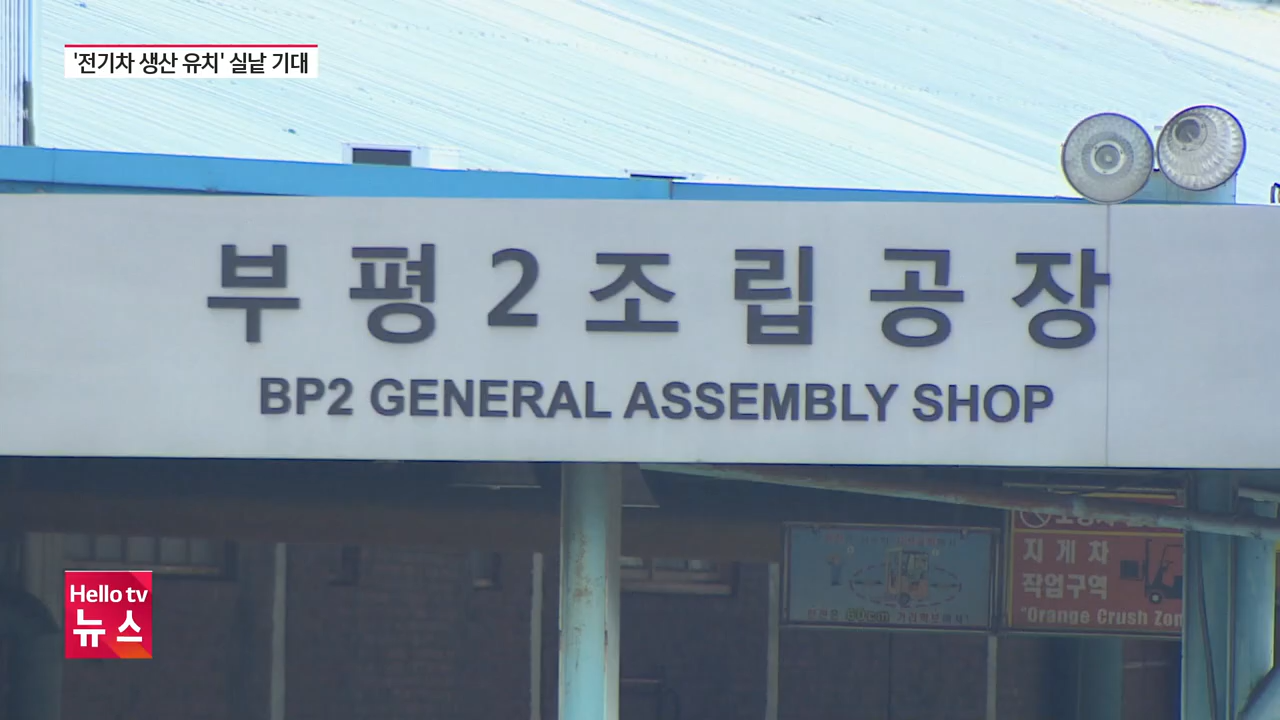 '전기차 생산 유치' 실낱 기대
부평2조립공장
BP2 GENERAL ASSEMBLY SHOP
지게차
작업구역
"Orange Crush Zon
Hello tv
뉴스